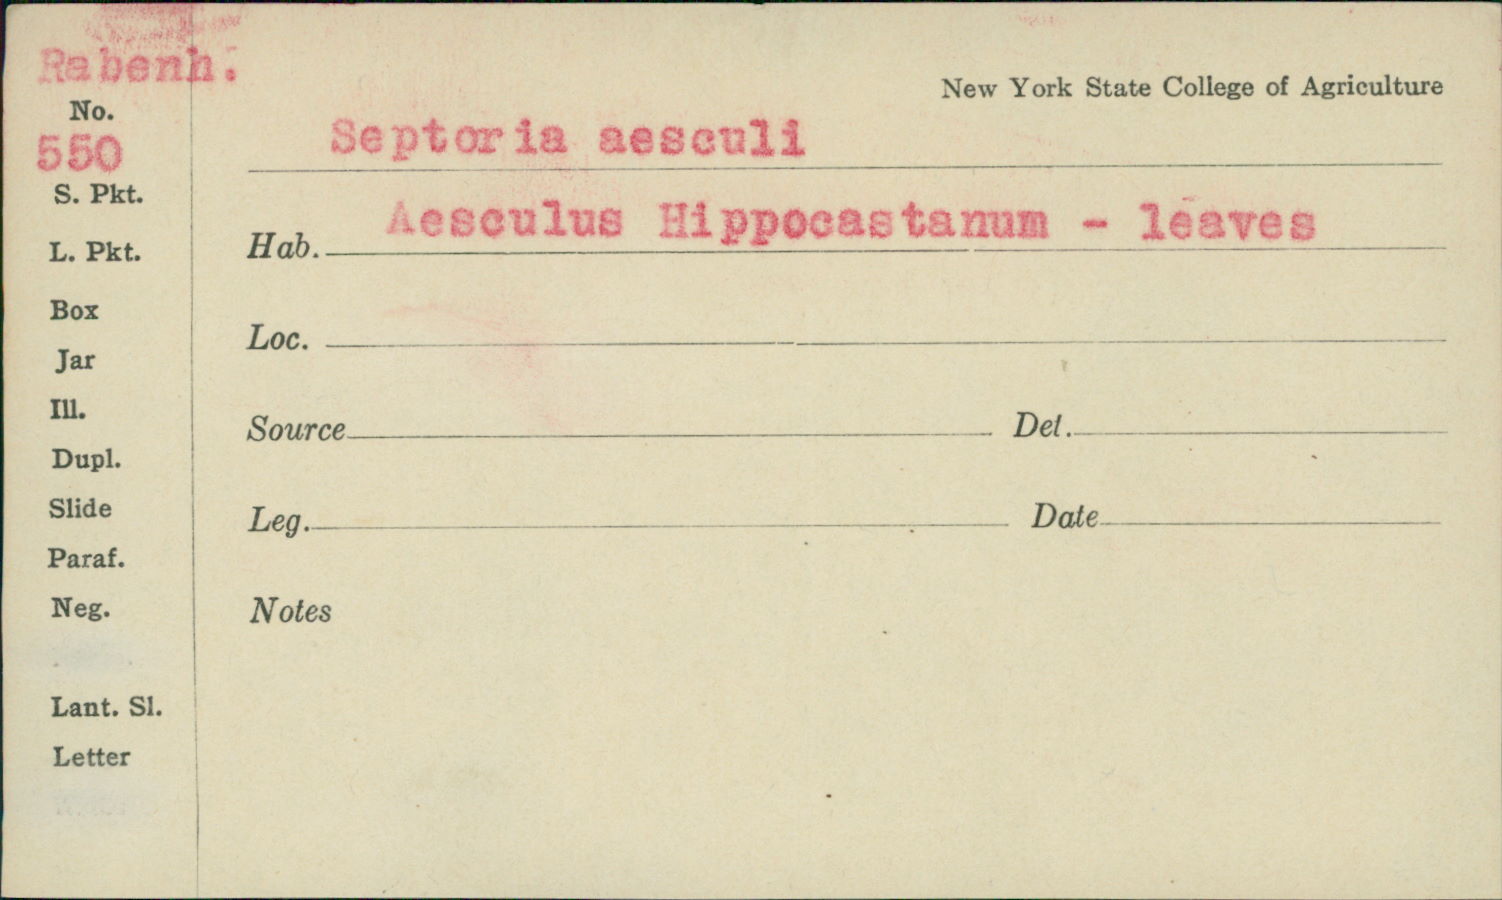 Rabenh.
No.
550
S. Pkt.
L. Pkt.
Box
Jar
Ill.
Dupl.
Slide
Paraf.
Neg.
Lant. Sl.
Letter
New York State College of Agriculture
Septoria aesculi
Hab. Aesculus Hippocastanum - leaves
Loc.
Source Det.
Leg. Date
Notes